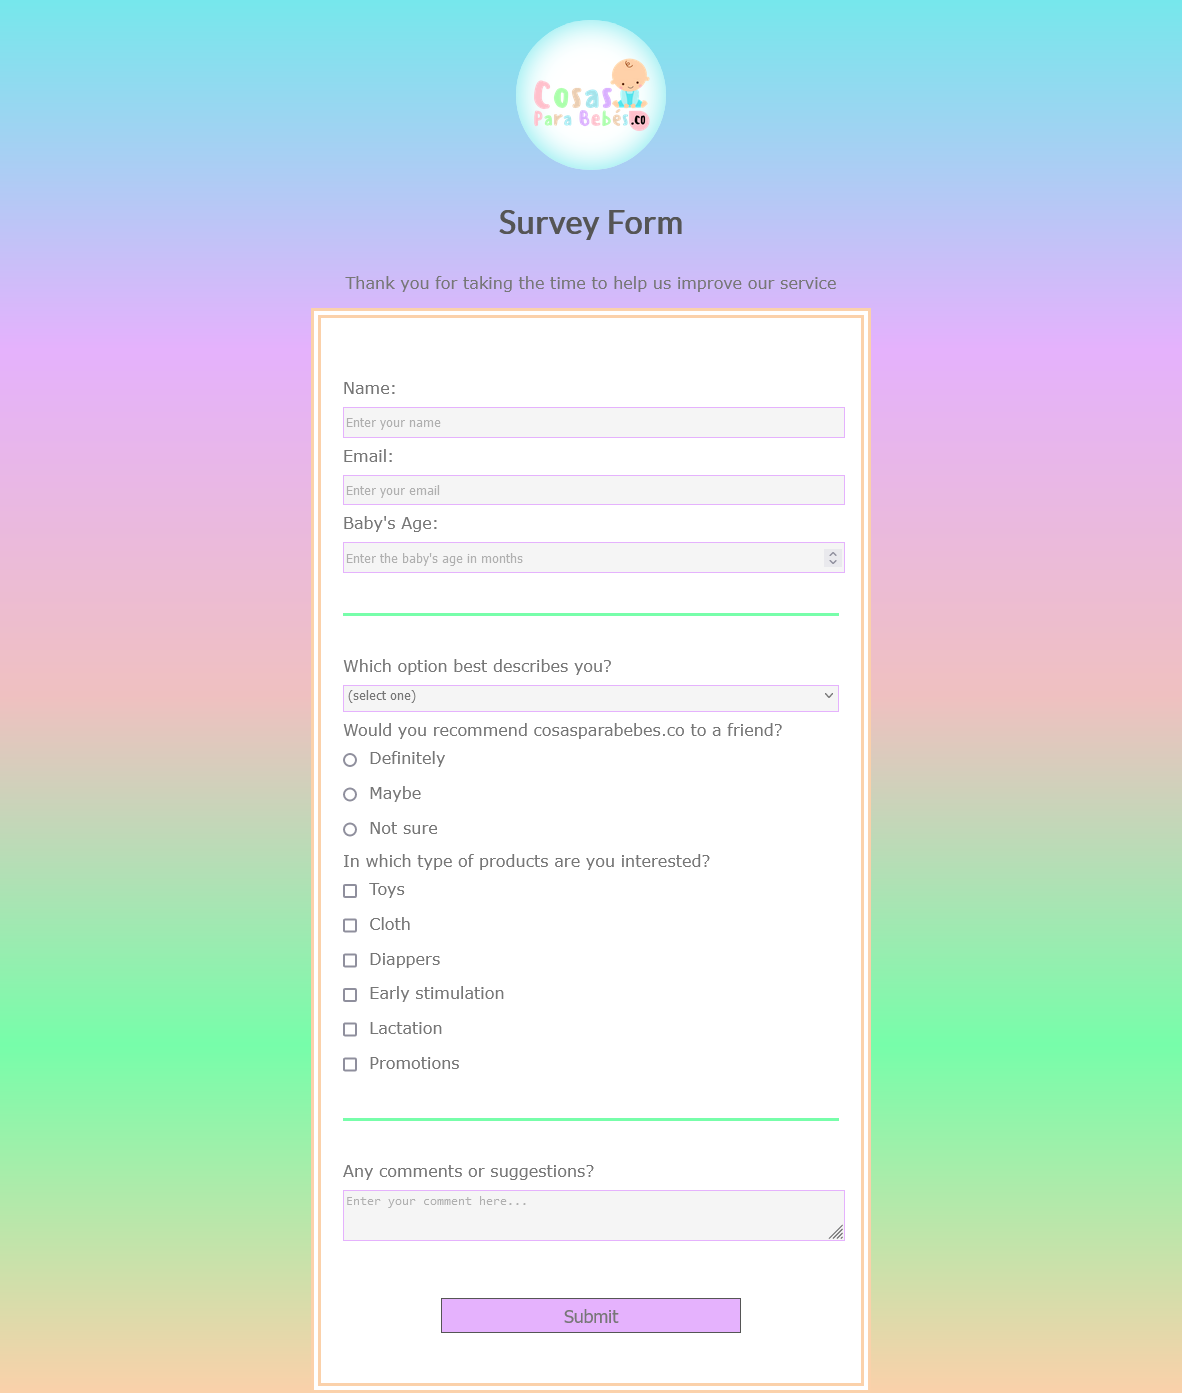 Cosas
Para Bebés.co
Survey Form
Thank you for taking the time to help us improve our service
Name:
Enter your name
Email:
Enter your email
Baby's Age:
Enter the baby's age in months
Which option best describes you?
(select one)
Would you recommend cosasparabebes.co to a friend?
Definitely
Maybe
Not sure
In which type of products are you interested?
Toys
Cloth
Diappers
Early stimulation
Lactation
Promotions
Any comments or suggestions?
Enter your comment here...
Submit